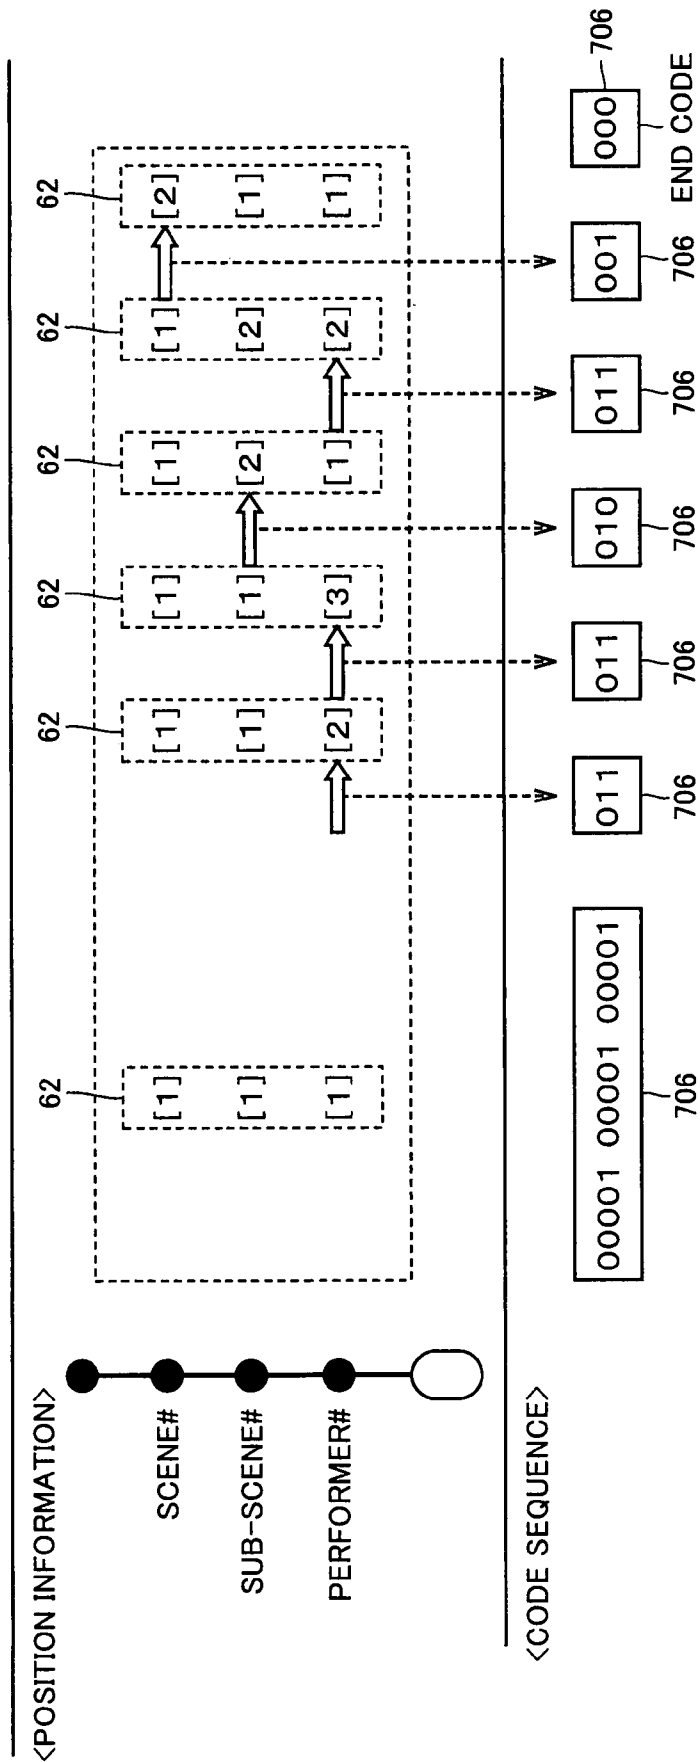 <POSITION INFORMATION>
62 62 62 62 62 62
SCENE# [1] [1] [1] [1] [1] [2]
SUB-SCENE# [1] [1] [1] [2] [2] [1]
PERFORMER# [1] [2] [3] [1] [2] [1]
<CODE SEQUENCE>
00001 00001 00001 011 011 010 011 001 000 706
706 706 706 706 706 706 END CODE